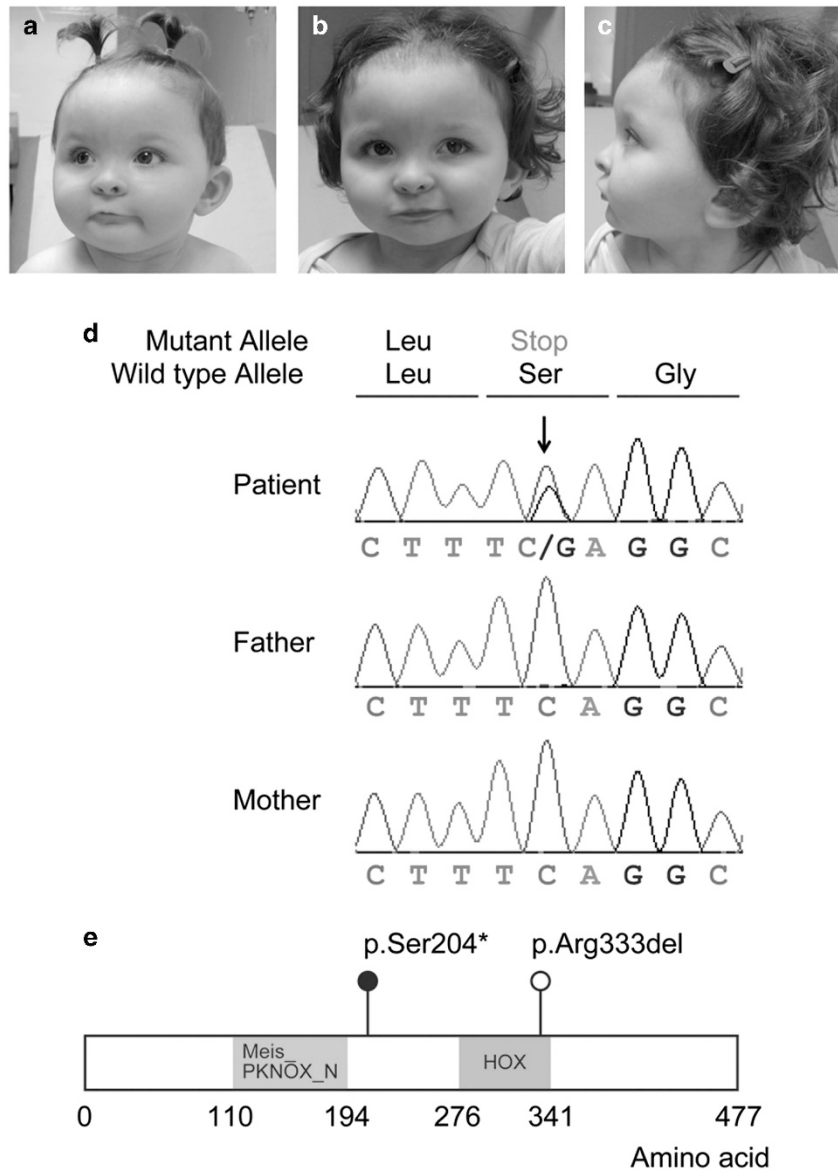 a b c
d
Mutant Allele Leu Stop
Wild type Allele Leu Ser Gly
Patient
C T T T C/G A G G C
Father
C T T T C A G G C
Mother
C T T T C A G G C
e
p.Ser204* p.Arg333del
Meis_
PKNOX_N HOX
0 110 194 276 341 477
Amino acid